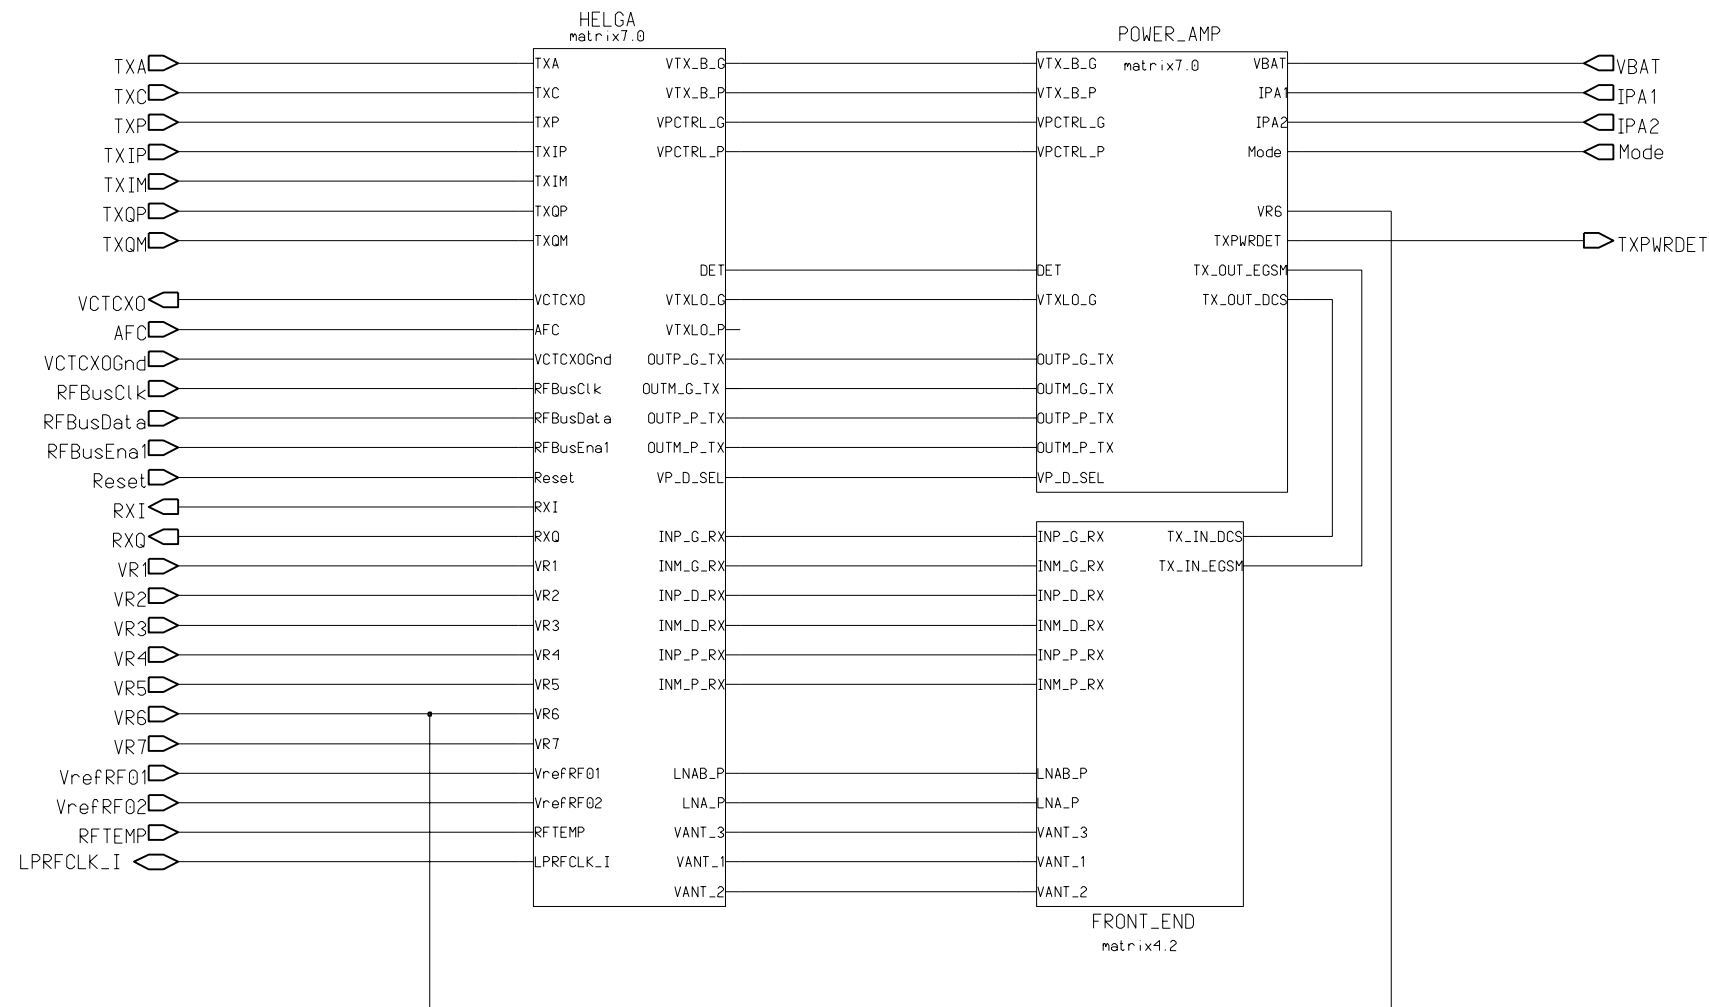 HELGA
matrix7.0
POWER_AMP
matrix7.0
TXA
TXC
TXP
TXIP
TXIM
TXQP
TXQM
VCTCXO
AFC
VCTCXOGnd
RFBusClk
RFBusData
RFBusEna1
Reset
RXI
RXQ
VR1
VR2
VR3
VR4
VR5
VR6
VR7
VrefRF01
VrefRF02
RFTEMP
LPRFCLK_I
TXA
TXC
TXP
TXIP
TXIM
TXQP
TXQM
VCTCXO
AFC
VCTCXOGnd
RFBusClk
RFBusData
RFBusEna1
Reset
RXI
RXQ
VR1
VR2
VR3
VR4
VR5
VR6
VR7
VrefRF01
VrefRF02
RFTEMP
LPRFCLK_I
VTX_B_G
VTX_B_P
VPCTRL_G
VPCTRL_P
DET
VTXLO_G
VTXLO_P
OUTP_G_TX
OUTM_G_TX
OUTP_P_TX
OUTM_P_TX
VP_D_SEL
INP_G_RX
INM_G_RX
INP_D_RX
INM_D_RX
INP_P_RX
INM_P_RX
LNAB_P
LNA_P
VANT_3
VANT_1
VANT_2
VTX_B_G
VTX_B_P
VPCTRL_G
VPCTRL_P
DET
VTXLO_G
OUTP_G_TX
OUTM_G_TX
OUTP_P_TX
OUTM_P_TX
VP_D_SEL
VBAT
IPA1
IPA2
Mode
VR6
TXPWRDET
TX_OUT_EGSM
TX_OUT_DCS
VBAT
IPA1
IPA2
Mode
TXPWRDET
INP_G_RX
INM_G_RX
INP_D_RX
INM_D_RX
INP_P_RX
INM_P_RX
LNAB_P
LNA_P
VANT_3
VANT_1
VANT_2
TX_IN_DCS
TX_IN_EGSM
FRONT_END
matrix4.2